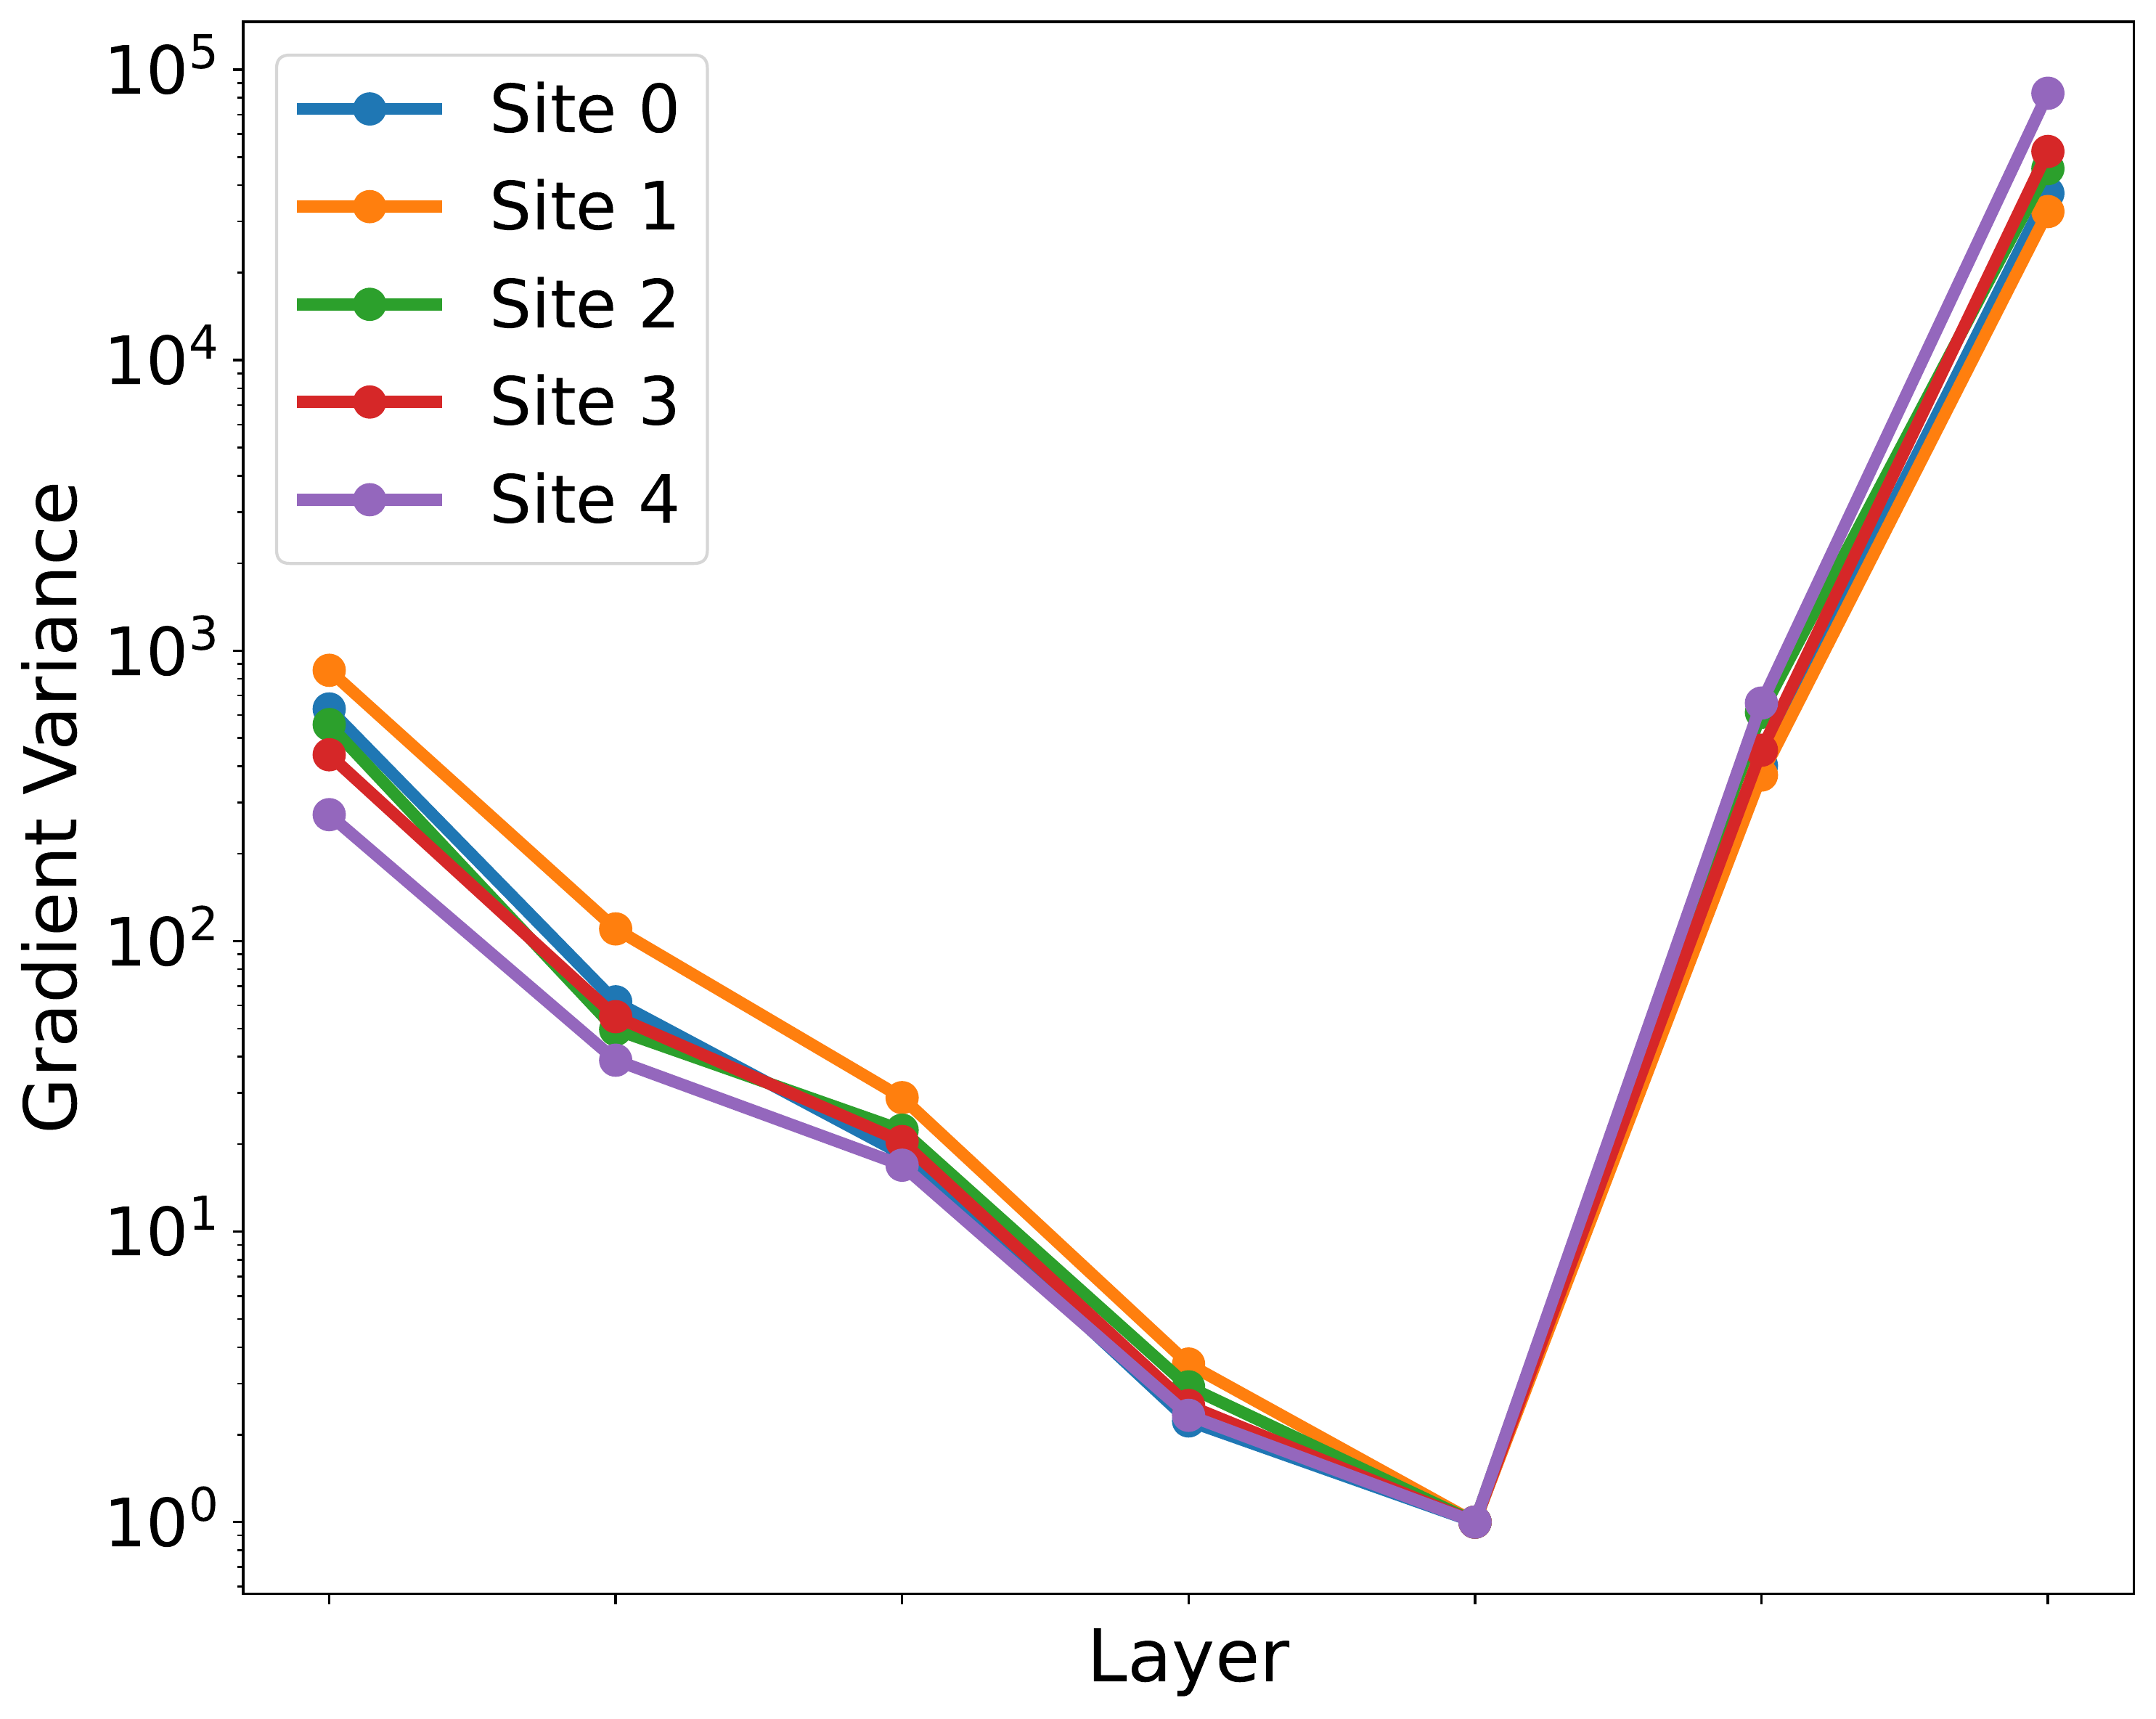 10^5
10^4
10^3
10^2
10^1
10^0
Gradient Variance
Site 0
Site 1
Site 2
Site 3
Site 4
Layer